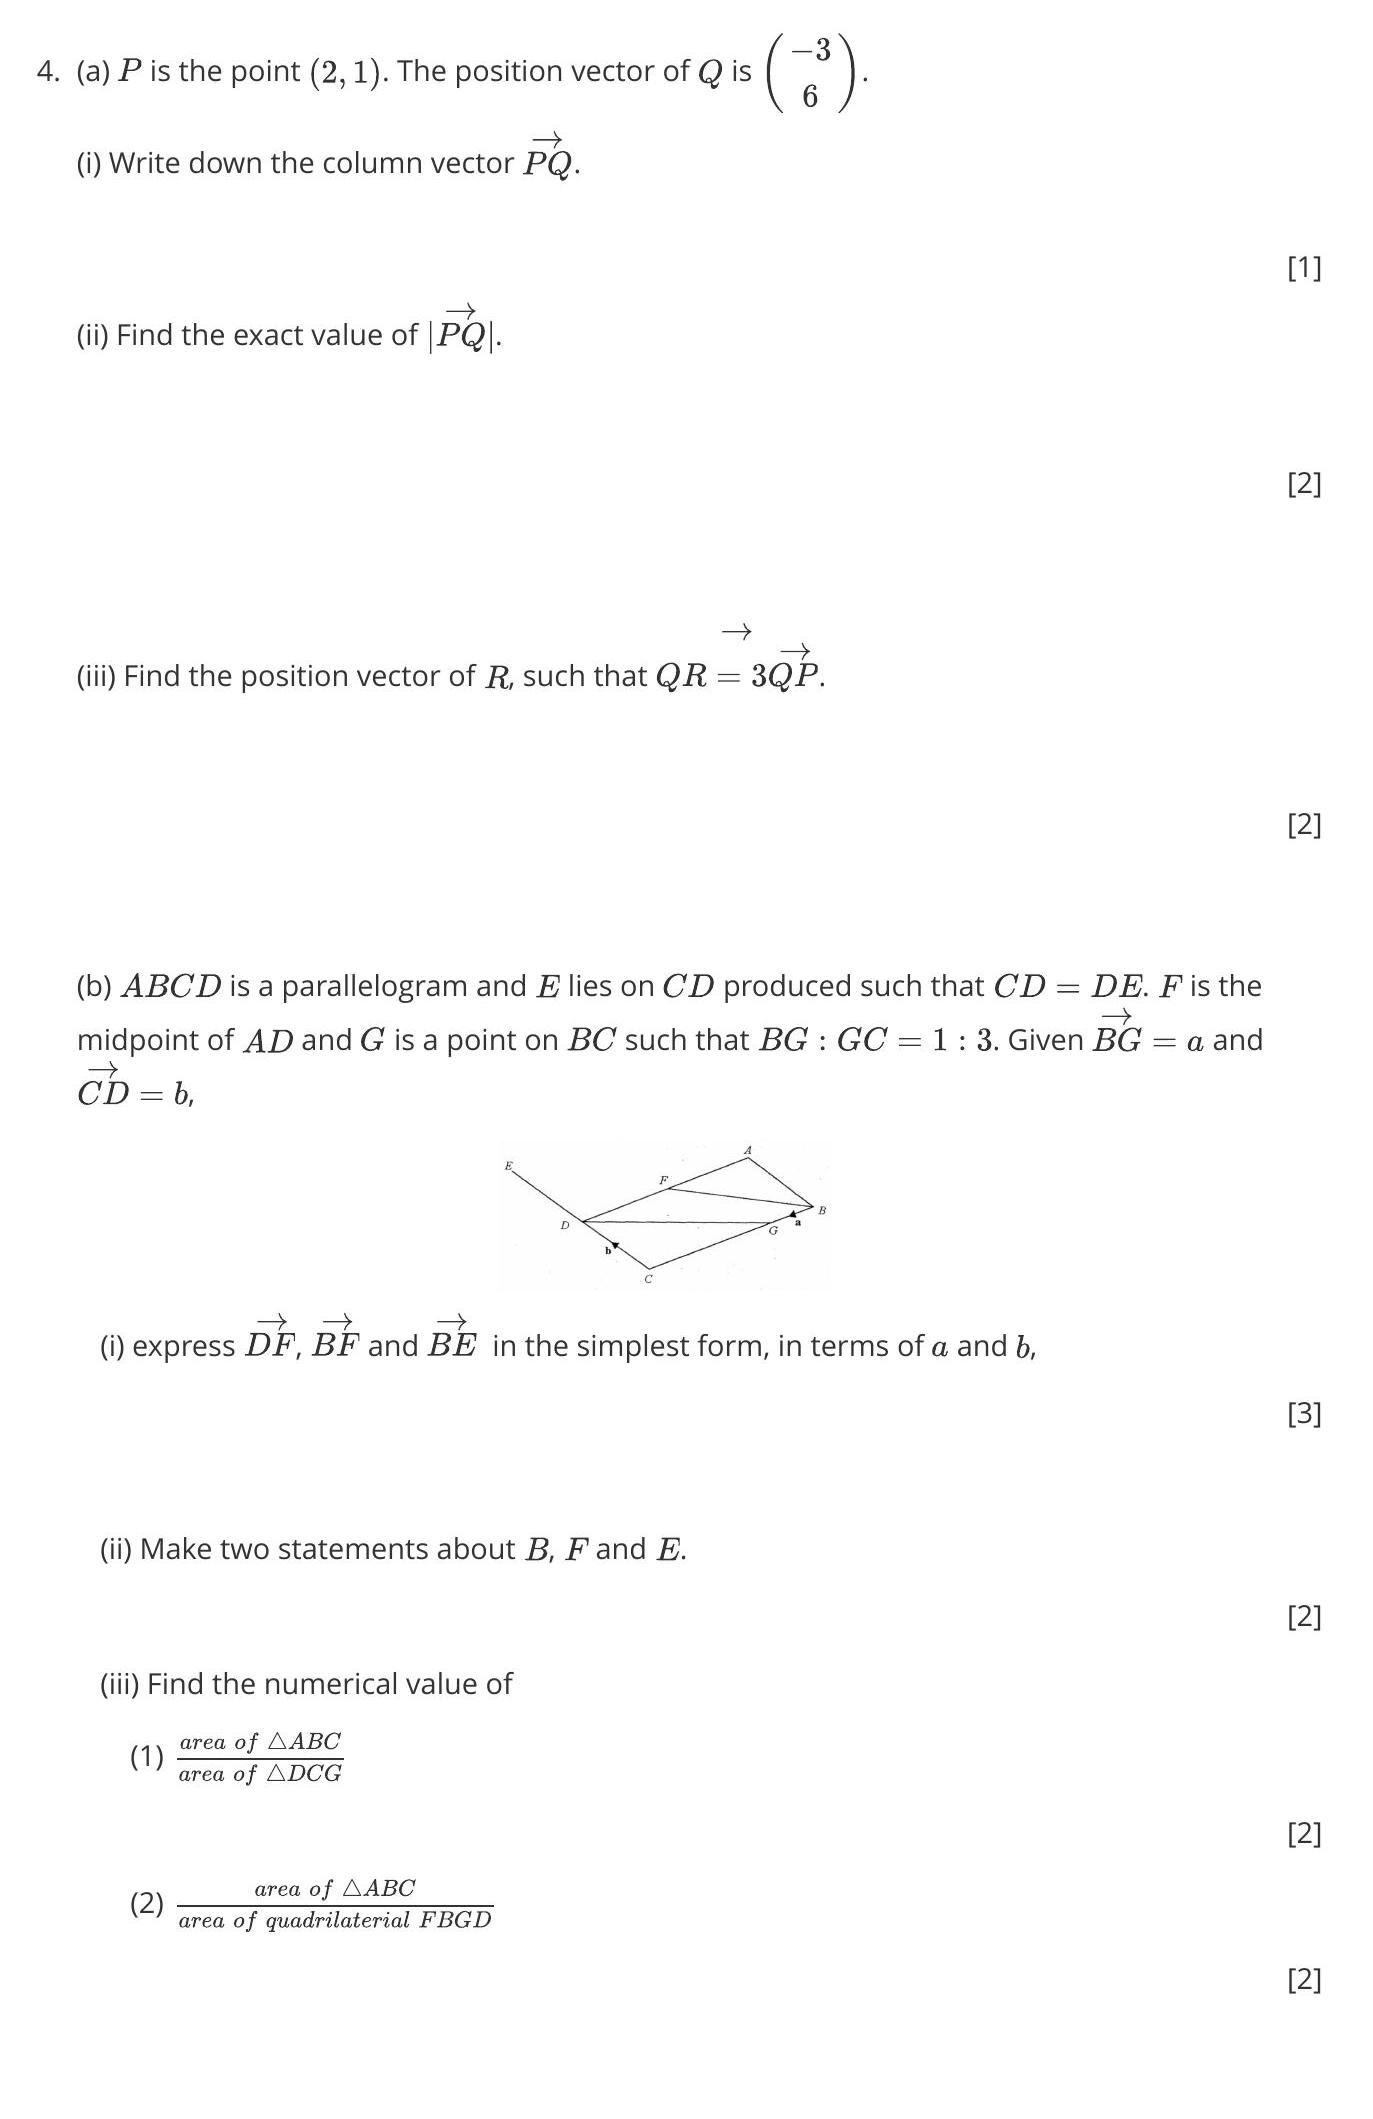 4. (a) P is the point (2, 1). The position vector of Q is $\begin{pmatrix} -3 \\ 6 \end{pmatrix}$.
(i) Write down the column vector $\overrightarrow{PQ}$.
[1]
(ii) Find the exact value of $|\overrightarrow{PQ}|$.
[2]
(iii) Find the position vector of R, such that $\overrightarrow{QR = 3\overrightarrow{QP}}$.
[2]
(b) ABCD is a parallelogram and E lies on CD produced such that CD = DE. F is the
midpoint of AD and G is a point on BC such that BG : GC = 1 : 3. Given $\overrightarrow{BG}$ = a and
$\overrightarrow{CD}$ = b,
A
E
F
B
D
G
a
b
C
(i) express $\overrightarrow{DF}$, $\overrightarrow{BF}$ and $\overrightarrow{BE}$ in the simplest form, in terms of a and b,
[3]
(ii) Make two statements about B, F and E.
[2]
(iii) Find the numerical value of
(1) $\frac{area\ of\ \triangle ABC}{area\ of\ \triangle DCG}$
[2]
(2) $\frac{area\ of\ \triangle ABC}{area\ of\ quadrilaterial\ FBGD}$
[2]